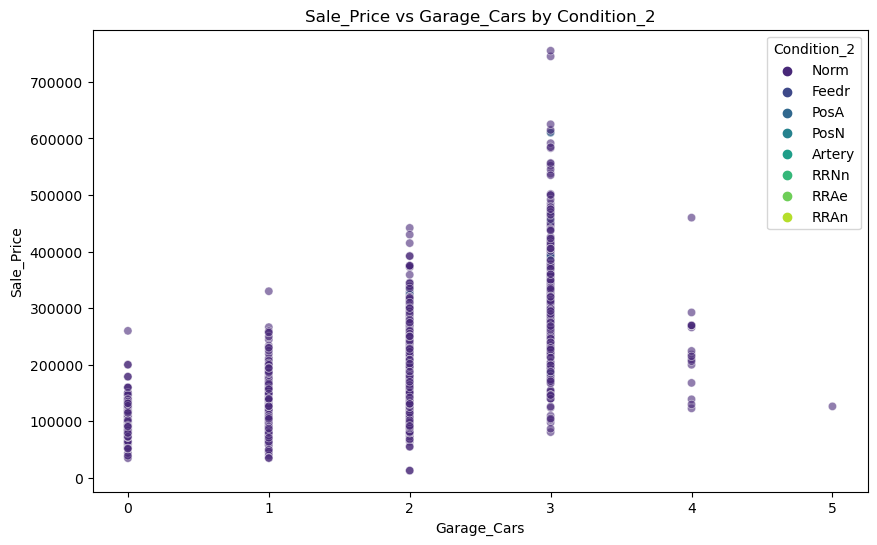 Sale_Price vs Garage_Cars by Condition_2
Condition_2
Norm
Feedr
PosA
PosN
Artery
RRNn
RRAe
RRAn
Sale_Price
700000
600000
500000
400000
300000
200000
100000
0
0 1 2 3 4 5
Garage_Cars